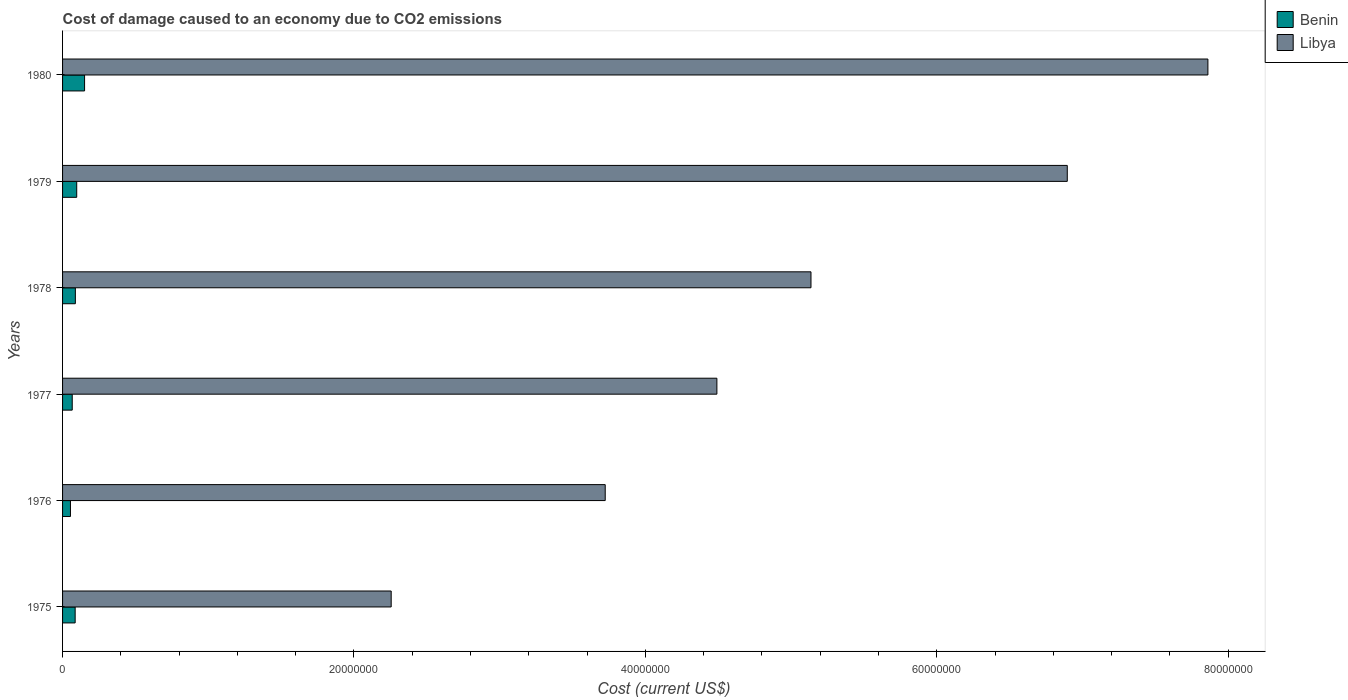 Cost of damage caused to an economy due to CO2 emissions
Benin
Libya
1980
1979
1978
1977
1976
1975
Years
0
20000000
40000000
60000000
80000000
Cost (current US$)